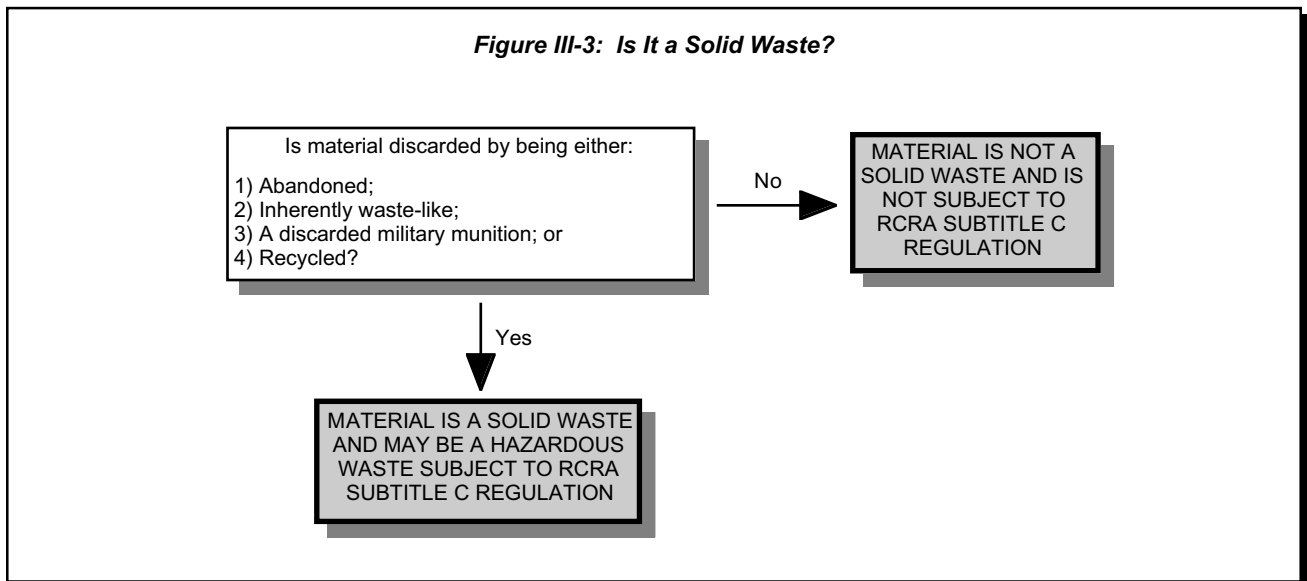 Figure III-3: Is It a Solid Waste?
Is material discarded by being either:
1) Abandoned;
2) Inherently waste-like;
3) A discarded military munition; or
4) Recycled?
No
MATERIAL IS NOT A
SOLID WASTE AND IS
NOT SUBJECT TO
RCRA SUBTITLE C
REGULATION
Yes
MATERIAL IS A SOLID WASTE
AND MAY BE A HAZARDOUS
WASTE SUBJECT TO RCRA
SUBTITLE C REGULATION